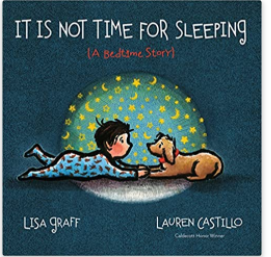 IT IS NOT TIME FOR SLEEPING
[A Bedtime Story]
LISA GRAFF LAUREN CASTILLO
Caldecott Honor Winner